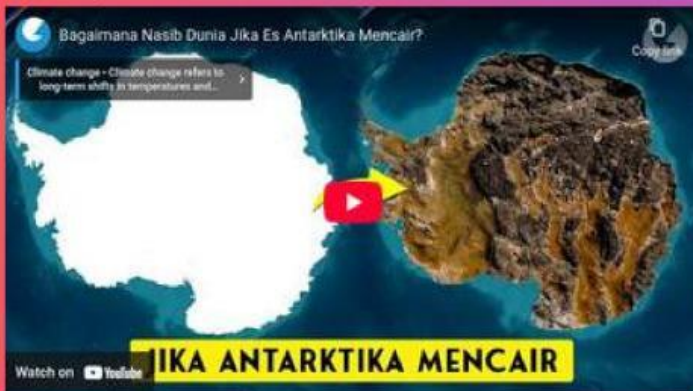 Bagaimana Nasib Dunia Jika Es Antarktika Mencair?
Copy link
Climate change • Climate change refers to
long-term shifts in temperatures and...
JIKA ANTARKTIKA MENCAIR
Watch on YouTube